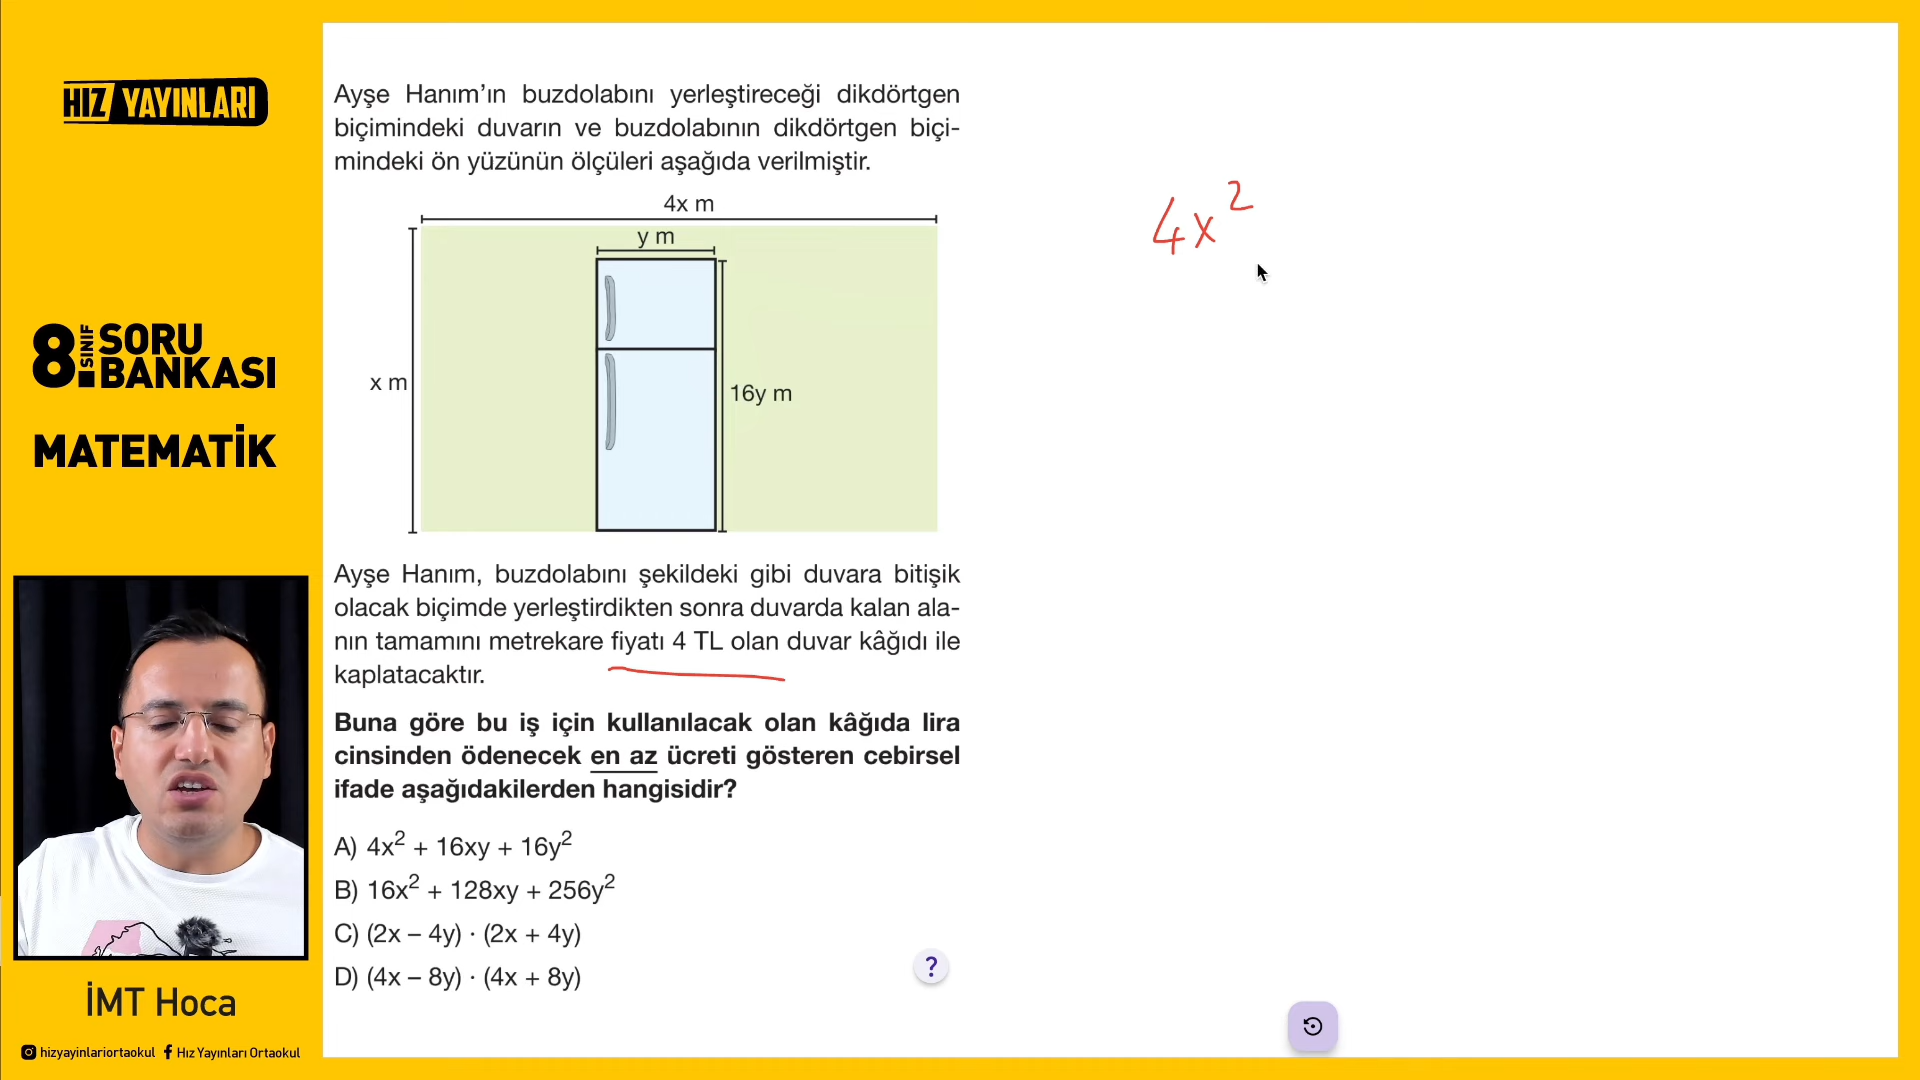 HIZ YAYINLARI
8. SINIF SORU BANKASI
MATEMATİK
İMT Hoca
hizyayinlariortaokul Hız Yayınları Ortaokul
Ayşe Hanım’ın buzdolabını yerleştireceği dikdörtgen
biçimindeki duvarın ve buzdolabının dikdörtgen biçi-
mindeki ön yüzünün ölçüleri aşağıda verilmiştir.
4x m
y m
x m
16y m
Ayşe Hanım, buzdolabını şekildeki gibi duvara bitişik
olacak biçimde yerleştirdikten sonra duvarda kalan ala-
nın tamamını metrekare fiyatı 4 TL olan duvar kâğıdı ile
kaplatacaktır.
Buna göre bu iş için kullanılacak olan kâğıda lira
cinsinden ödenecek en az ücreti gösteren cebirsel
ifade aşağıdakilerden hangisidir?
A) 4x² + 16xy + 16y²
B) 16x² + 128xy + 256y²
C) (2x – 4y) · (2x + 4y)
D) (4x – 8y) · (4x + 8y)
?
4x²